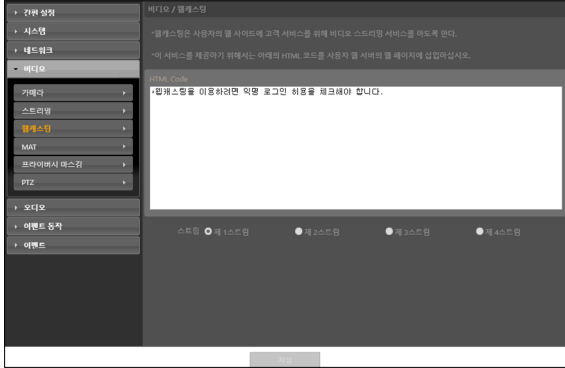 간편 설정
시스템
네트워크
비디오
카메라
스트리밍
웹캐스팅
MAT
프라이버시 마스킹
PTZ
오디오
이벤트 동작
이벤트
비디오 / 웹캐스팅
*웹캐스팅은 사용자의 웹 사이트에 고객 서비스를 위해 비디오 스트리밍 서비스를 하도록 한다.
*이 서비스를 제공하기 위해서는 아래의 HTML 코드를 사용자 웹 서버의 웹 페이지에 삽입하십시오.
HTML Code
*웹캐스팅을 이용하려면 익명 로그인 허용을 체크해야 합니다.
스트림 제 1스트림 제 2스트림 제 3스트림 제 4스트림
저장